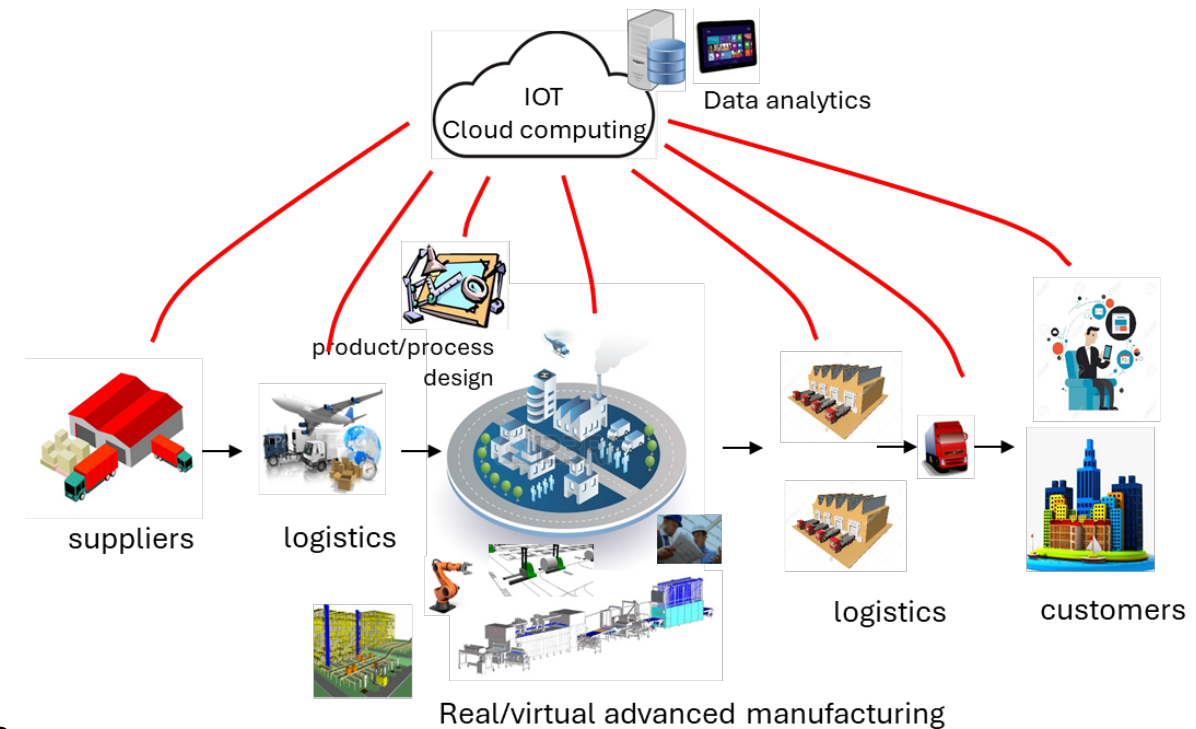 IOT
Cloud computing
Data analytics
product/process
design
suppliers
logistics
logistics
customers
Real/virtual advanced manufacturing